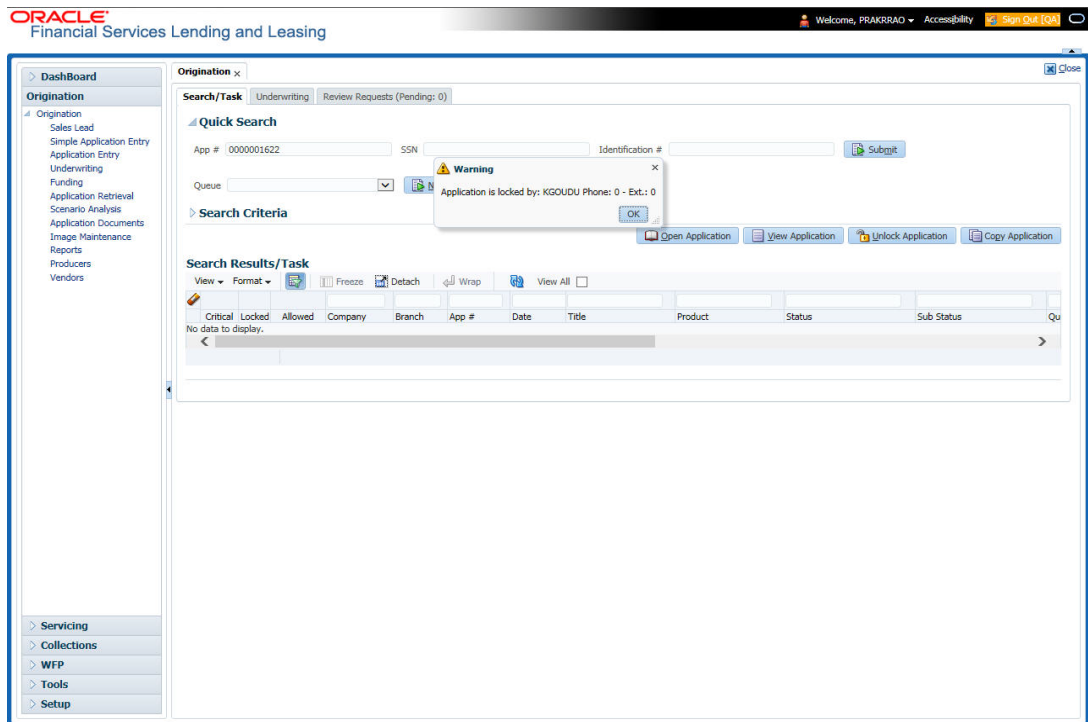 ORACLE
Financial Services Lending and Leasing
Welcome, PRAKRRAO Accessibility Sign Out [QA]
Close
DashBoard
Origination
Origination
Sales Lead
Simple Application Entry
Application Entry
Underwriting
Funding
Application Retrieval
Scenario Analysis
Application Documents
Image Maintenance
Reports
Producers
Vendors
Servicing
Collections
WFP
Tools
Setup
Origination
Search/Task Underwriting Review Requests (Pending: 0)
Quick Search
App # 0000001622 SSN Identification # Submit
Queue N
Warning
Application is locked by: KGOUDU Phone: 0 - Ext.: 0
OK
Search Criteria
Open Application View Application Unlock Application Copy Application
Search Results/Task
View Format Freeze Detach Wrap View All
Critical Locked Allowed Company Branch App # Date Title Product Status Sub Status Qu
No data to display.